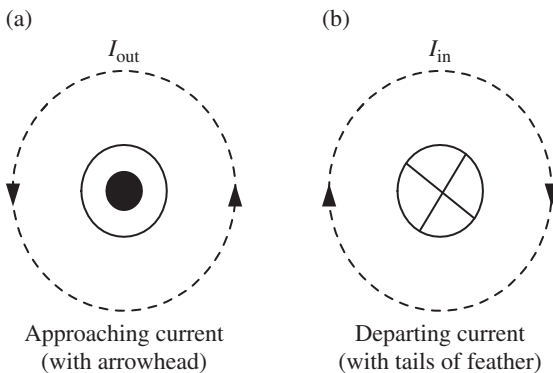 (a)
I_out
Approaching current
(with arrowhead)
(b)
I_in
Departing current
(with tails of feather)